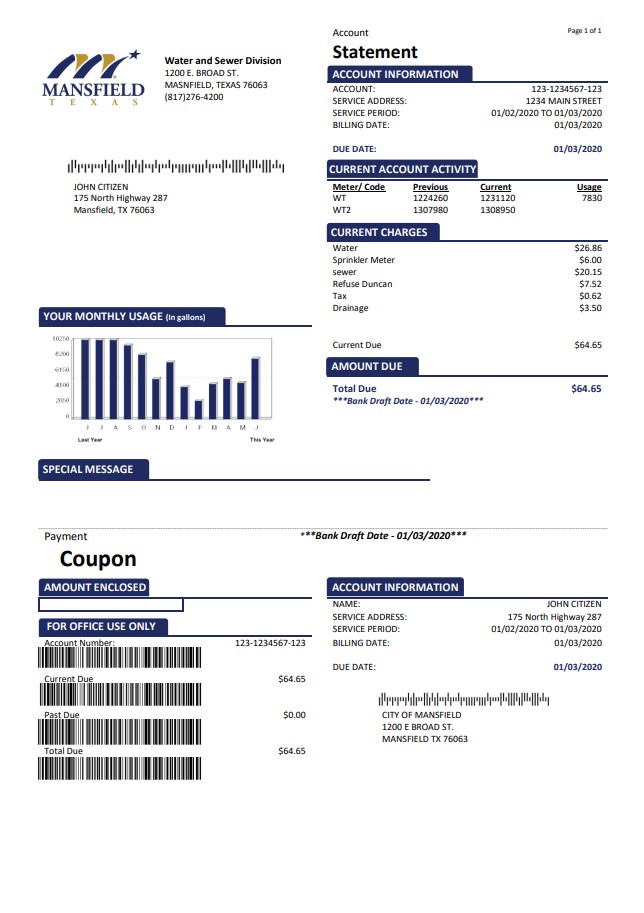 Account
Page 1 of 1
Statement
MANSFIELD
T E X A S
Water and Sewer Division
1200 E. BROAD ST.
MASNFIELD, TEXAS 76063
(817)276-4200
ACCOUNT INFORMATION
ACCOUNT: 123-1234567-123
SERVICE ADDRESS: 1234 MAIN STREET
SERVICE PERIOD: 01/02/2020 TO 01/03/2020
BILLING DATE: 01/03/2020
DUE DATE: 01/03/2020
JOHN CITIZEN
175 North Highway 287
Mansfield, TX 76063
CURRENT ACCOUNT ACTIVITY
Meter/ Code Previous Current Usage
WT 1224260 1231120 7830
WT2 1307980 1308950
CURRENT CHARGES
Water $26.86
Sprinkler Meter $6.00
sewer $20.15
Refuse Duncan $7.52
Tax $0.62
Drainage $3.50
Current Due $64.65
AMOUNT DUE
Total Due $64.65
***Bank Draft Date - 01/03/2020***
YOUR MONTHLY USAGE (In gallons)
10250
8200
6150
4100
2050
0
J J A S O N D J F M A M J
Last Year This Year
SPECIAL MESSAGE
Payment
***Bank Draft Date - 01/03/2020***
Coupon
AMOUNT ENCLOSED
FOR OFFICE USE ONLY
Account Number: 123-1234567-123
Current Due $64.65
Past Due $0.00
Total Due $64.65
ACCOUNT INFORMATION
NAME: JOHN CITIZEN
SERVICE ADDRESS: 175 North Highway 287
SERVICE PERIOD: 01/02/2020 TO 01/03/2020
BILLING DATE: 01/03/2020
DUE DATE: 01/03/2020
CITY OF MANSFIELD
1200 E BROAD ST.
MANSFIELD TX 76063